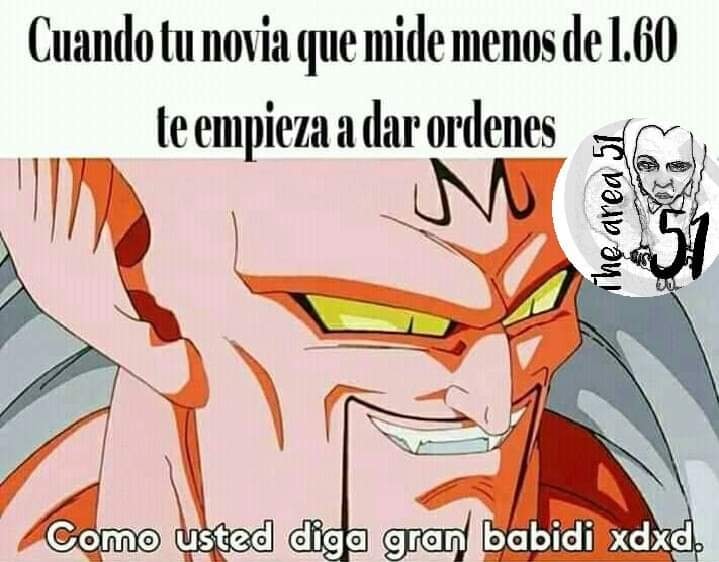 Cuando tu novia que mide menos de 1.60
te empieza a dar ordenes
The area 51
51
Como usted diga gran babidi xdxd.